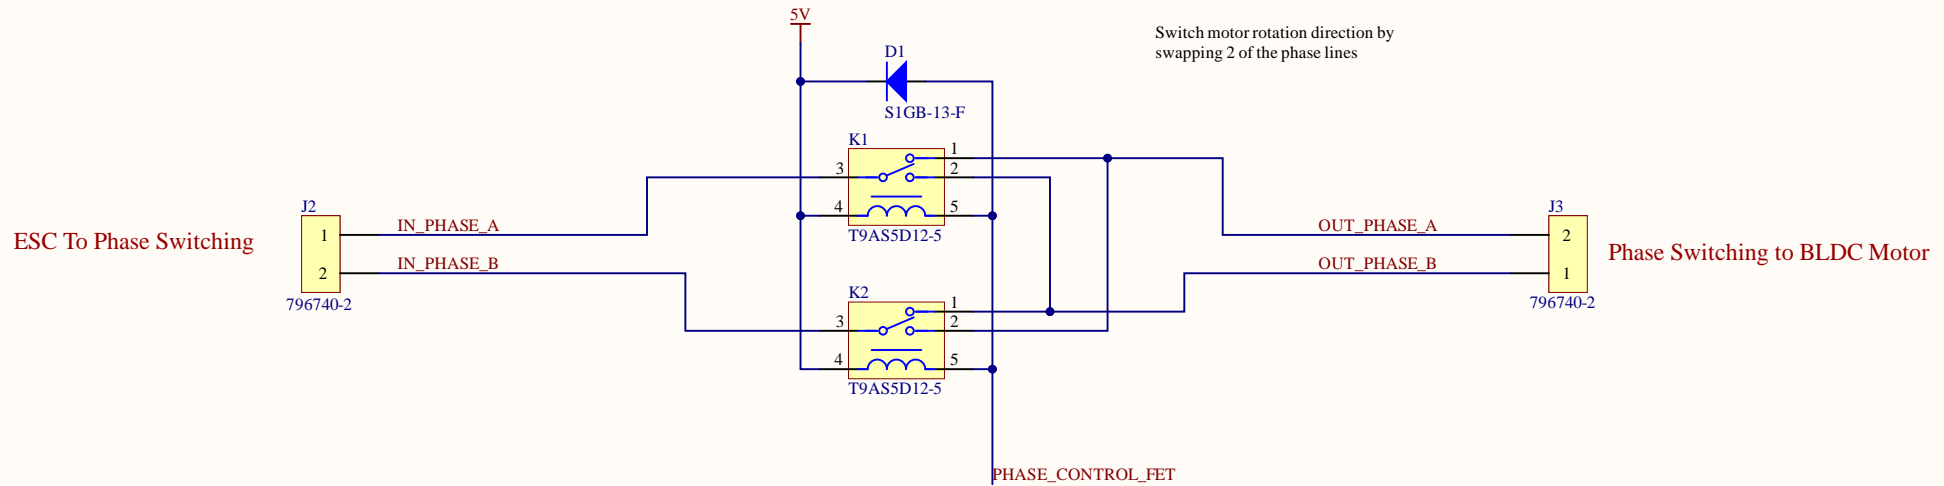 5V
Switch motor rotation direction by
swapping 2 of the phase lines
D1
S1GB-13-F
K1
1
3
2
4
5
T9AS5D12-5
J2
ESC To Phase Switching
1
IN_PHASE_A
2
IN_PHASE_B
796740-2
J3
OUT_PHASE_A
2
Phase Switching to BLDC Motor
OUT_PHASE_B
1
796740-2
K2
1
3
2
4
5
T9AS5D12-5
PHASE_CONTROL_FET